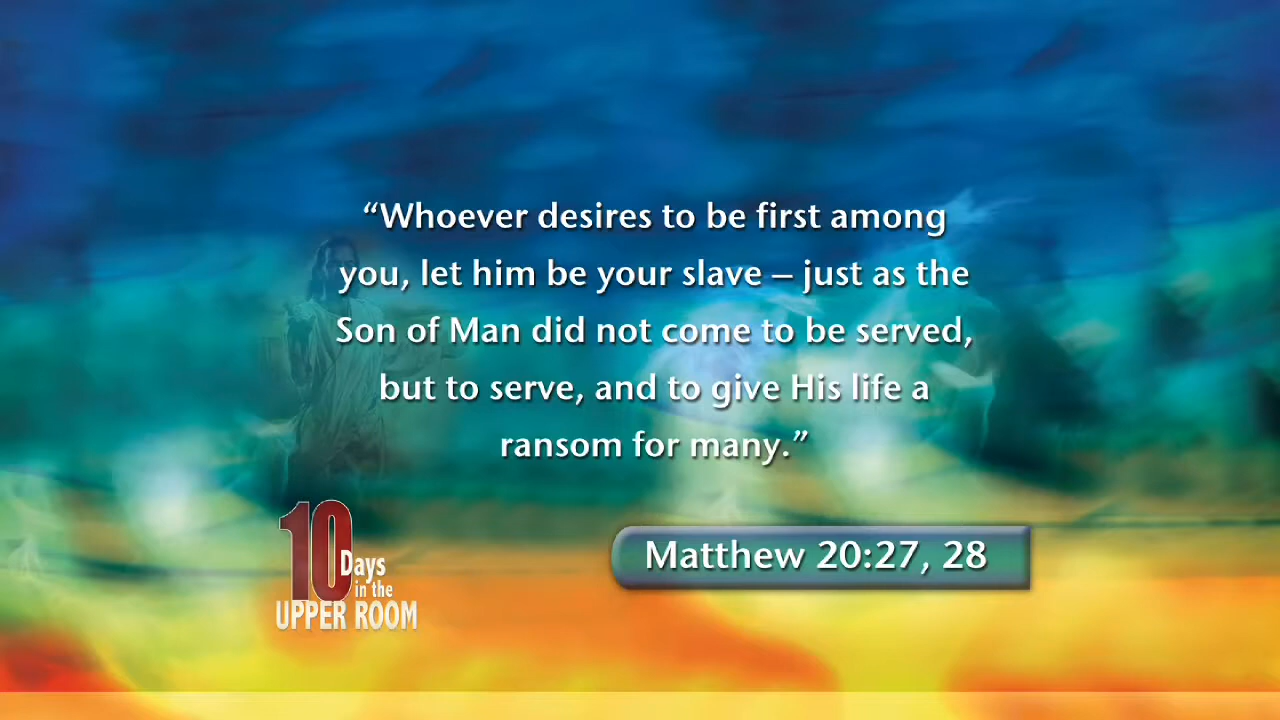 “Whoever desires to be first among
you, let him be your slave – just as the
Son of Man did not come to be served,
but to serve, and to give His life a
ransom for many.”
10
Days
in the
UPPER ROOM
Matthew 20:27, 28